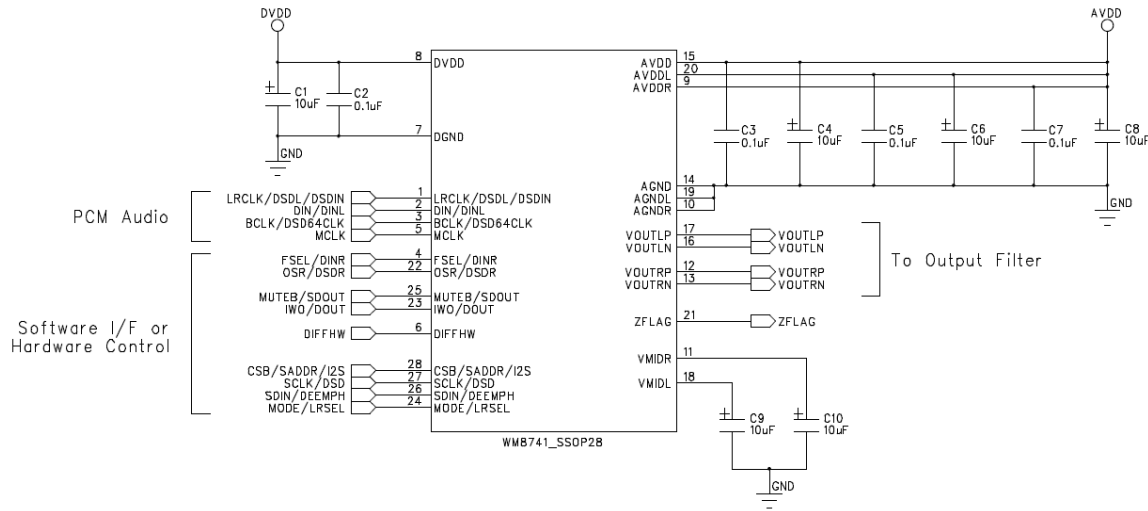 DVDD
AVDD
8 DVDD
AVDD 15
AVDDL 20
AVDDR 9
C1 10uF
C2 0.1uF
7 DGND
GND
C3 0.1uF
C4 10uF
C5 0.1uF
C6 10uF
C7 0.1uF
C8 10uF
AGND 14
AGNDL 19
AGNDR 10
GND
PCM Audio
LRCLK/DSDL/DSDIN 1 LRCLK/DSDL/DSDIN
DIN/DINL 2 DIN/DINL
BCLK/DSD64CLK 3 BCLK/DSD64CLK
MCLK 5 MCLK
VOUTLP 17 VOUTLP
VOUTLN 16 VOUTLN
VOUTRP 12 VOUTRP
VOUTRN 13 VOUTRN
To Output Filter
Software I/F or
Hardware Control
FSEL/DINR 4 FSEL/DINR
OSR/DSDR 22 OSR/DSDR
MUTEB/SDOUT 25 MUTEB/SDOUT
IWO/DOUT 23 IWO/DOUT
DIFFHW 6 DIFFHW
CSB/SADDR/I2S 28 CSB/SADDR/I2S
SCLK/DSD 27 SCLK/DSD
SDIN/DEEMPH 26 SDIN/DEEMPH
MODE/LRSEL 24 MODE/LRSEL
ZFLAG 21 ZFLAG
VMIDR 11
VMIDL 18
C9 10uF
C10 10uF
GND
WM8741_SSOP28